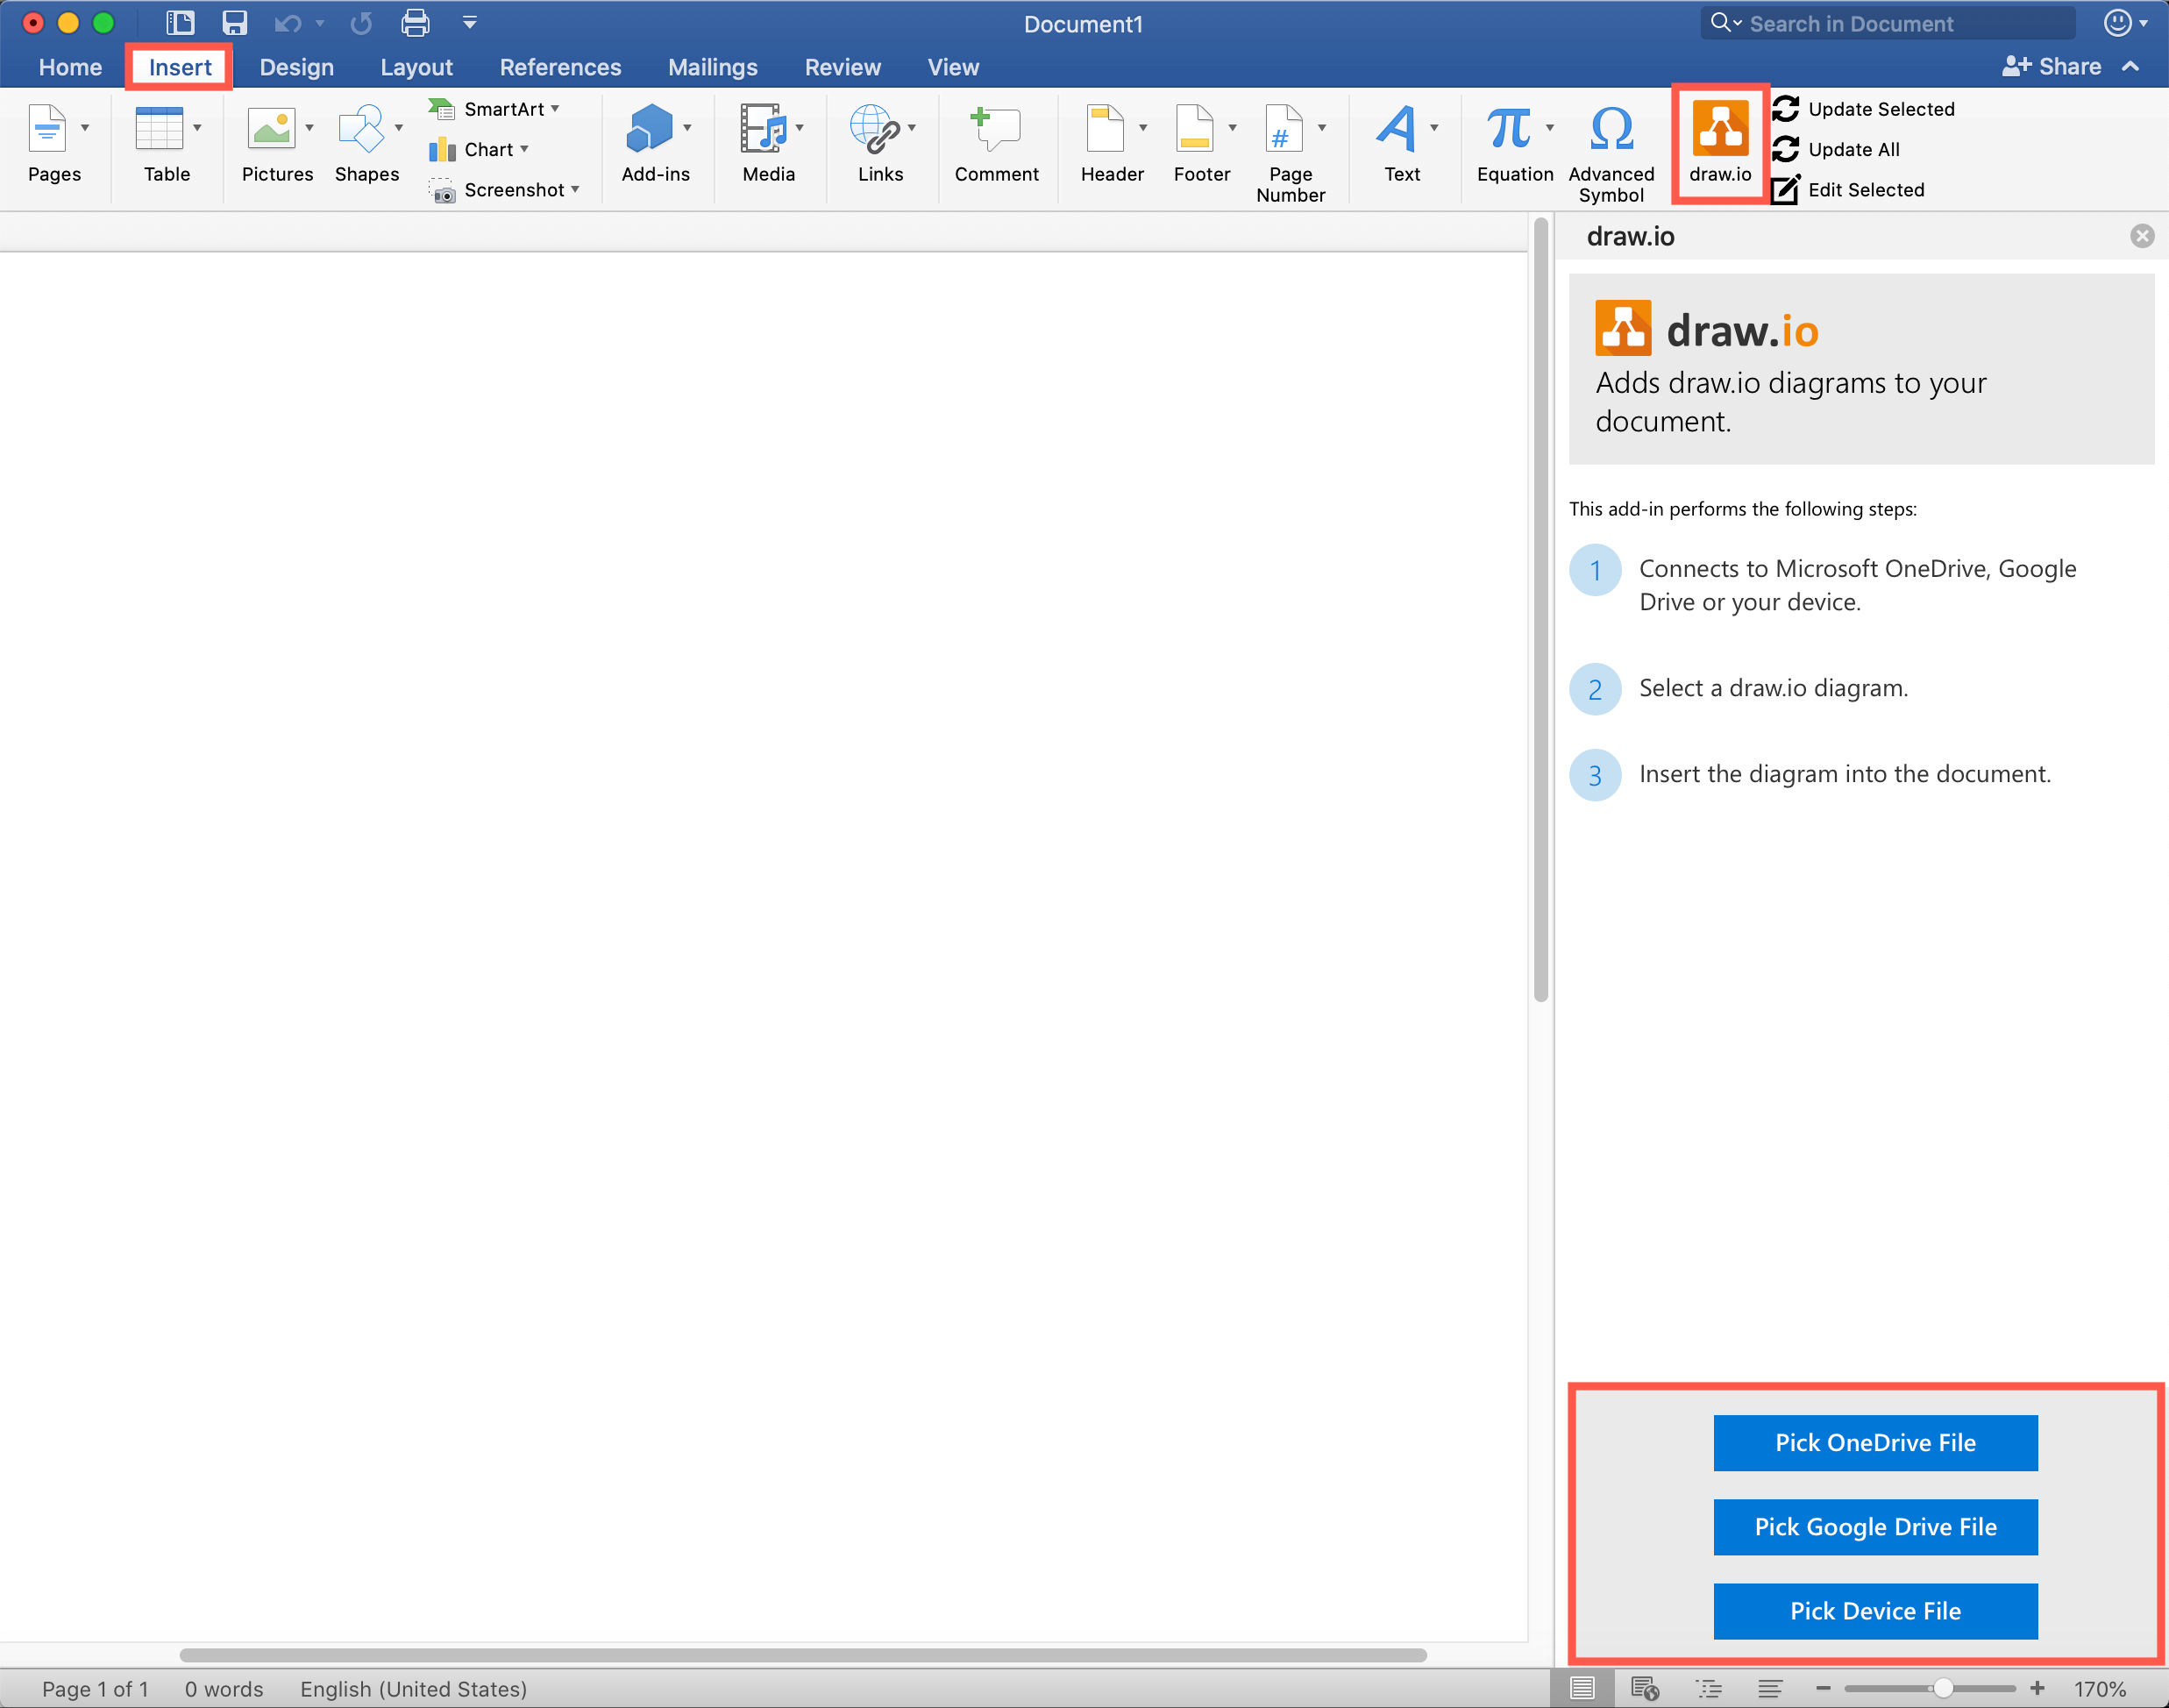 Document1
Search in Document
Home Insert Design Layout References Mailings Review View
Share
Pages
Table
Pictures
Shapes
SmartArt
Chart
Screenshot
Add-ins
Media
Links
Comment
Header
Footer
#
Page
Number
A
Text
π
Equation
Ω
Advanced
Symbol
draw.io
Update Selected
Update All
Edit Selected
draw.io
draw.io
Adds draw.io diagrams to your
document.
This add-in performs the following steps:
1 Connects to Microsoft OneDrive, Google
Drive or your device.
2 Select a draw.io diagram.
3 Insert the diagram into the document.
Pick OneDrive File
Pick Google Drive File
Pick Device File
Page 1 of 1 0 words English (United States) 170%